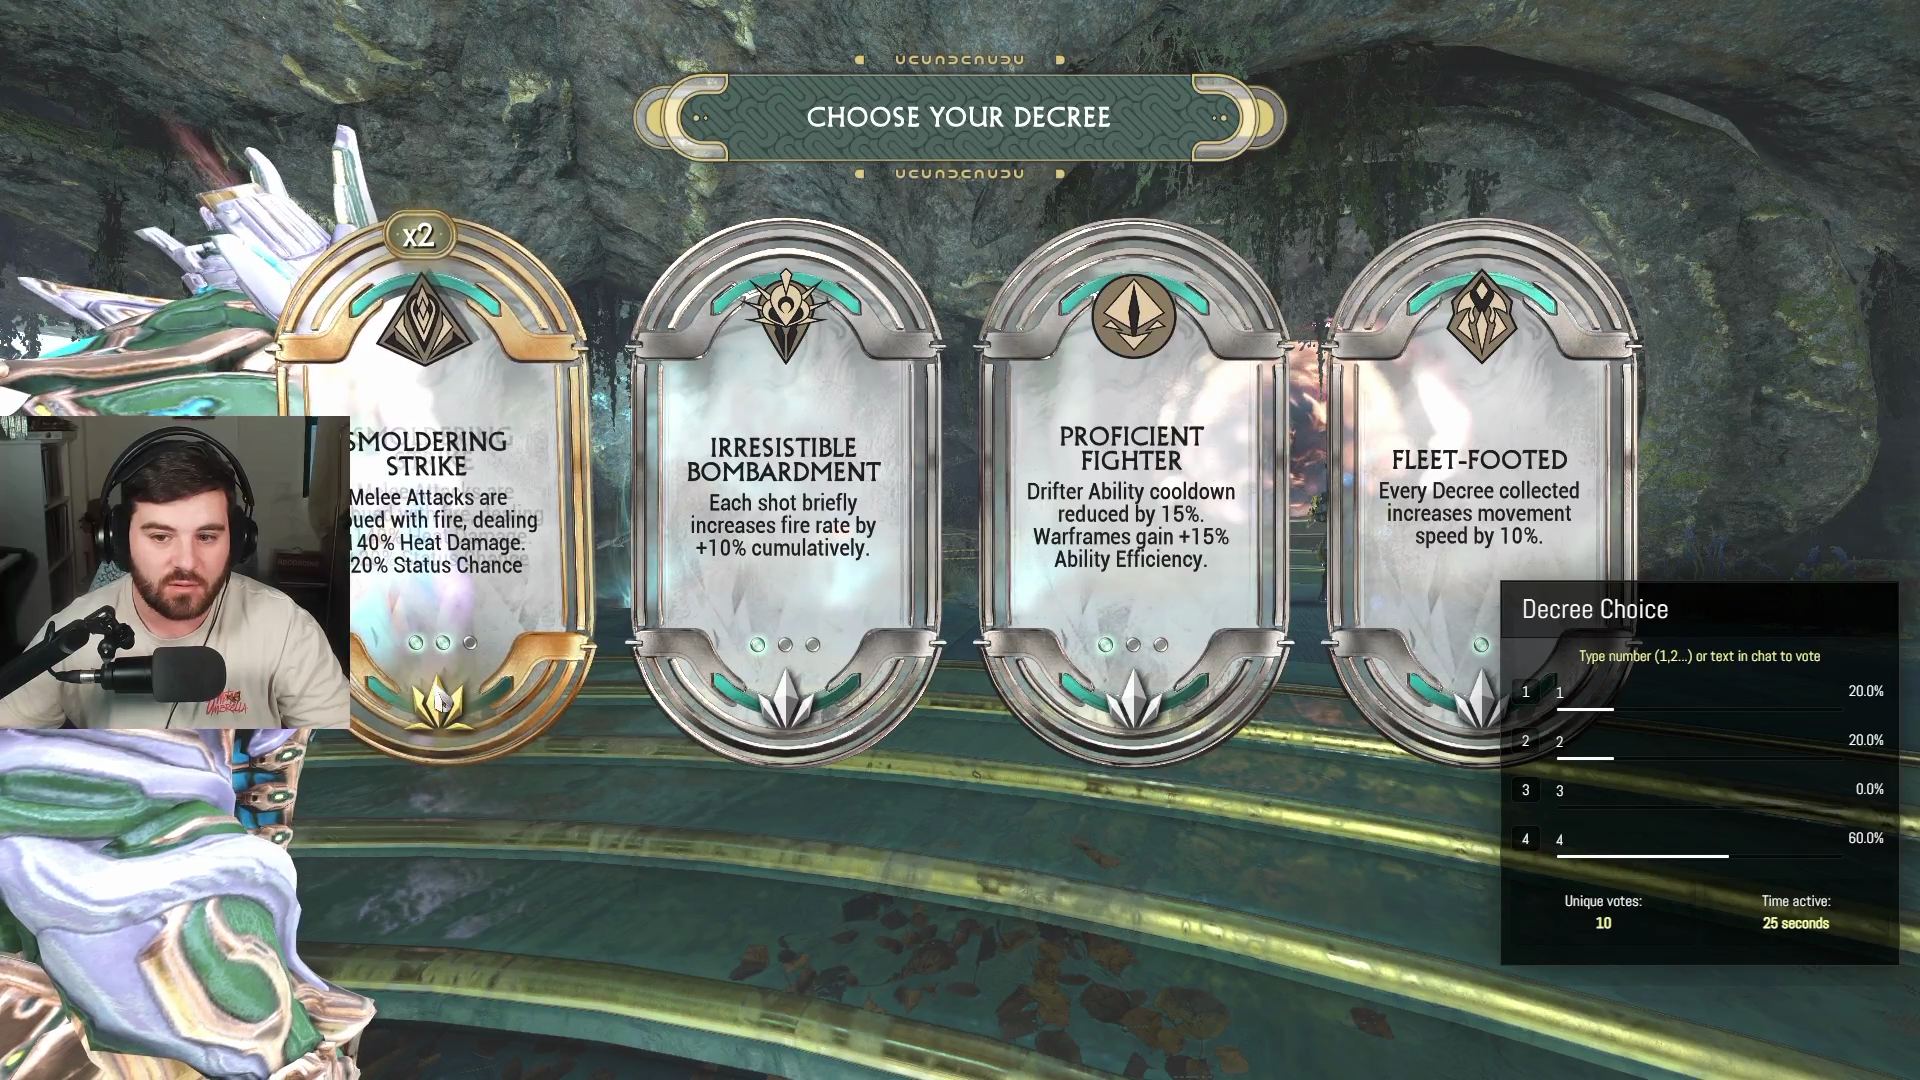 CHOOSE YOUR DECREE
x2
SMOLDERING
STRIKE
Melee Attacks are
with fire, dealing
40% Heat Damage.
20% Status Chance
IRRESISTIBLE
BOMBARDMENT
Each shot briefly
increases fire rate by
+10% cumulatively.
PROFICIENT
FIGHTER
Drifter Ability cooldown
reduced by 15%.
Warframes gain +15%
Ability Efficiency.
FLEET-FOOTED
Every Decree collected
increases movement
speed by 10%.
Decree Choice
Type number (1,2...) or text in chat to vote
1 1 20.0%
2 2 20.0%
3 3 0.0%
4 4 60.0%
Unique votes: Time active:
10 25 seconds